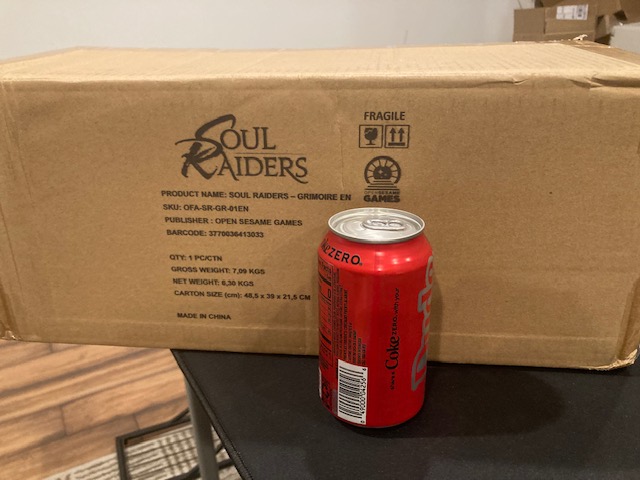 SOUL
RAIDERS
FRAGILE
PRODUCT NAME: SOUL RAIDERS – GRIMOIRE EN
SKU: OFA-SR-GR-01EN
PUBLISHER : OPEN SESAME GAMES
BARCODE: 3770036413033
QTY: 1 PC/CTN
GROSS WEIGHT: 7,09 KGS
NET WEIGHT: 6,30 KGS
CARTON SIZE (cm): 48,5 x 39 x 21,5 CM
MADE IN CHINA
OPEN SESAME
GAMES
ZERO
Coke